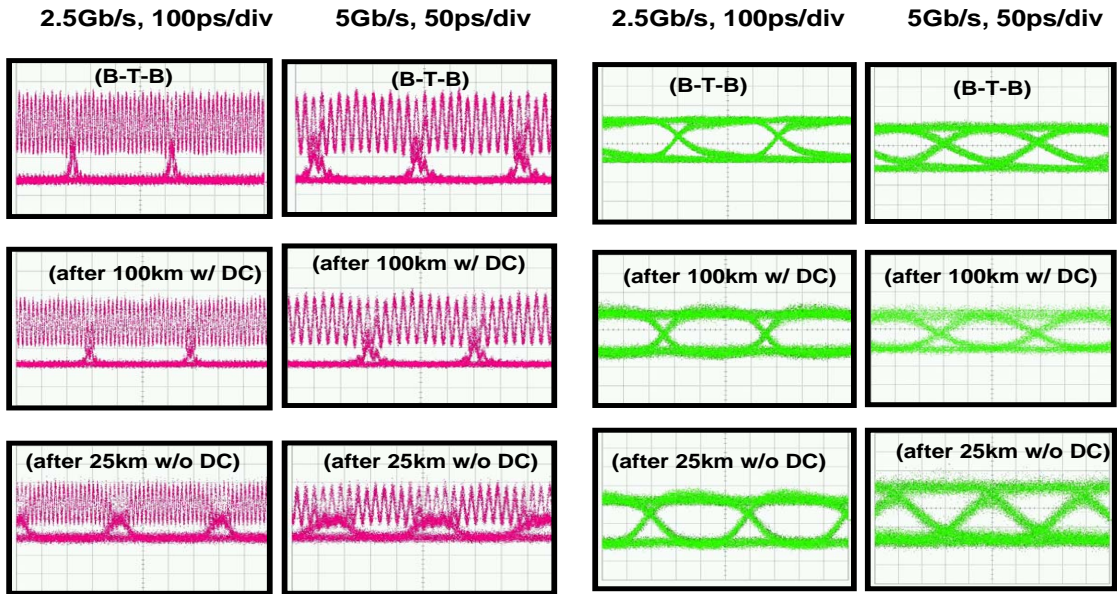 2.5Gb/s, 100ps/div
5Gb/s, 50ps/div
2.5Gb/s, 100ps/div
5Gb/s, 50ps/div
(B-T-B)
(B-T-B)
(B-T-B)
(B-T-B)
(after 100km w/ DC)
(after 100km w/ DC)
(after 100km w/ DC)
(after 100km w/ DC)
(after 25km w/o DC)
(after 25km w/o DC)
(after 25km w/o DC)
(after 25km w/o DC)